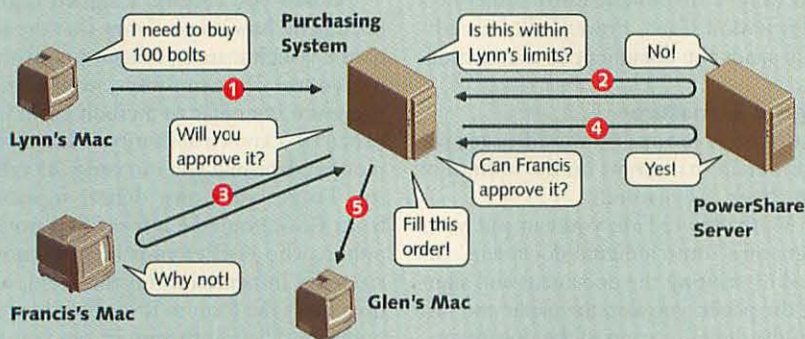 I need to buy
100 bolts
Lynn's Mac
1
Purchasing
System
Is this within
Lynn's limits?
2
No!
Will you
approve it?
3
Why not!
Francis's Mac
4
Can Francis
approve it?
Yes!
PowerShare
Server
5
Fill this
order!
Glen's Mac